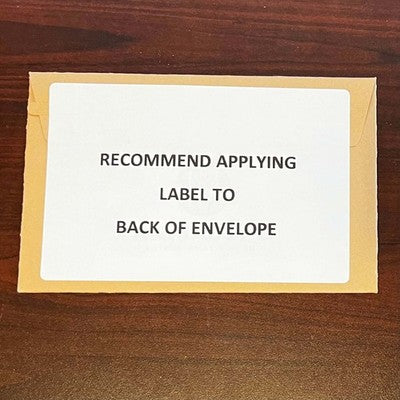 RECOMMEND APPLYING
LABEL TO
BACK OF ENVELOPE